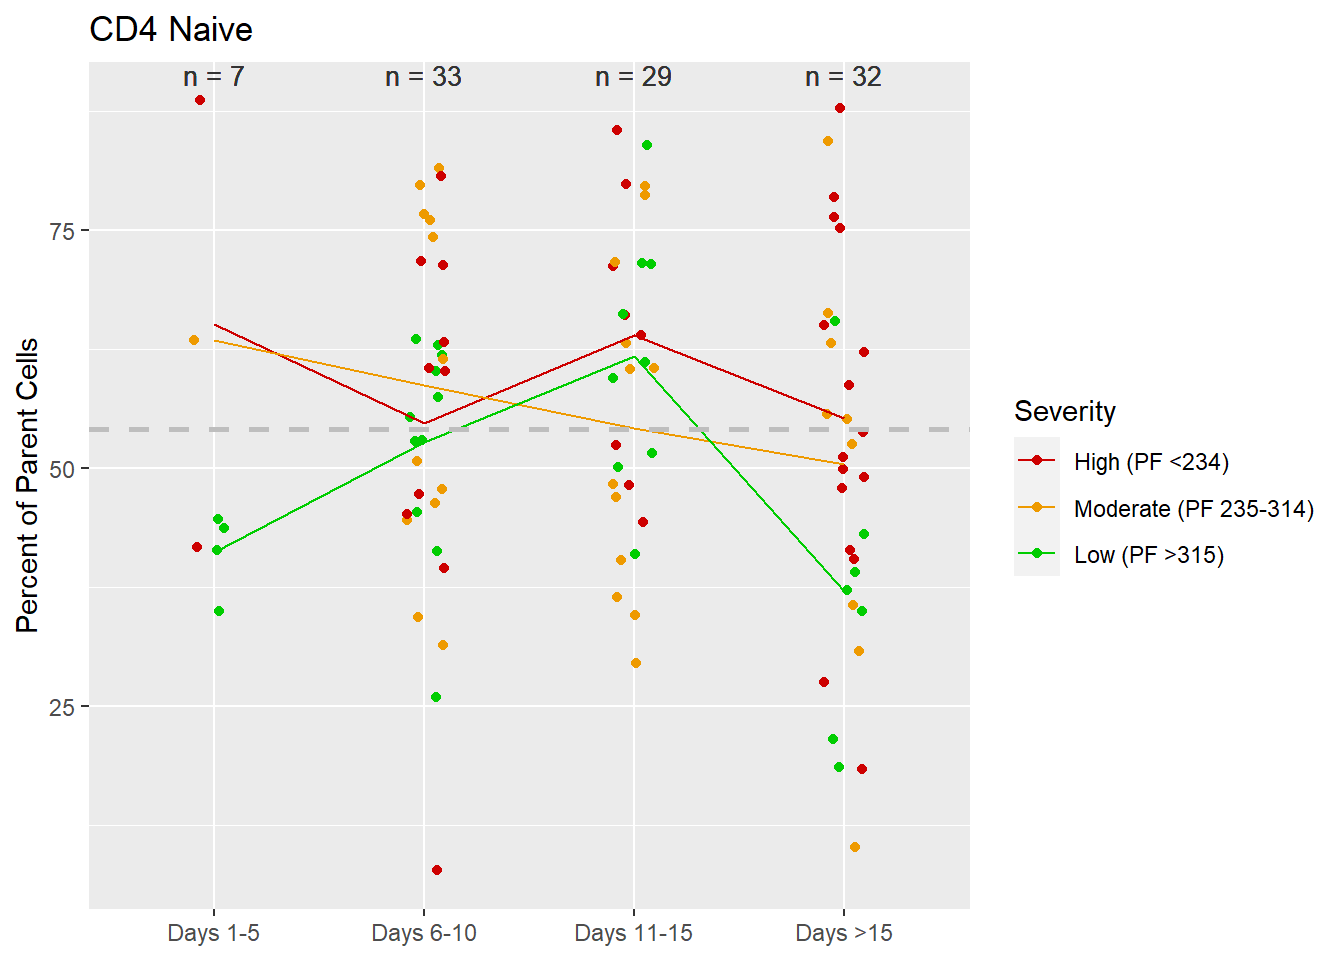 CD4 Naive
n = 7
n = 33
n = 29
n = 32
Percent of Parent Cells
75
50
25
Days 1-5
Days 6-10
Days 11-15
Days >15
Severity
High (PF <234)
Moderate (PF 235-314)
Low (PF >315)